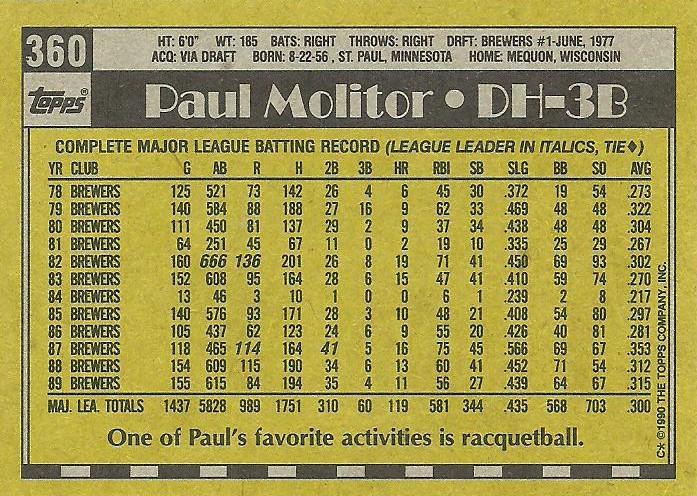 360
HT: 6'0" WT: 185 BATS: RIGHT THROWS: RIGHT DRFT: BREWERS #1-JUNE, 1977
ACQ: VIA DRAFT BORN: 8-22-56 , ST. PAUL, MINNESOTA HOME: MEQUON, WISCONSIN
topps®
Paul Molitor • DH-3B
COMPLETE MAJOR LEAGUE BATTING RECORD (LEAGUE LEADER IN ITALICS, TIE♦)
YR CLUB G AB R H 2B 3B HR RBI SB SLG BB SO AVG
78 BREWERS 125 521 73 142 26 4 6 45 30 .372 19 54 .273
79 BREWERS 140 584 88 188 27 16 9 62 33 .469 48 48 .322
80 BREWERS 111 450 81 137 29 2 9 37 34 .438 48 48 .304
81 BREWERS 64 251 45 67 11 0 2 19 10 .335 25 29 .267
82 BREWERS 160 666 136 201 26 8 19 71 41 .450 69 93 .302
83 BREWERS 152 608 95 164 28 6 15 47 41 .410 59 74 .270
84 BREWERS 13 46 3 10 1 0 0 6 1 .239 2 8 .217
85 BREWERS 140 576 93 171 28 3 10 48 21 .408 54 80 .297
86 BREWERS 105 437 62 123 24 6 9 55 20 .426 40 81 .281
87 BREWERS 118 465 114 164 41 5 16 75 45 .566 69 67 .353
88 BREWERS 154 609 115 190 34 6 13 60 41 .452 71 54 .312
89 BREWERS 155 615 84 194 35 4 11 56 27 .439 64 67 .315
MAJ. LEA. TOTALS 1437 5828 989 1751 310 60 119 581 344 .435 568 703 .300
One of Paul's favorite activities is racquetball.
C* ©1990 THE TOPPS COMPANY, INC.